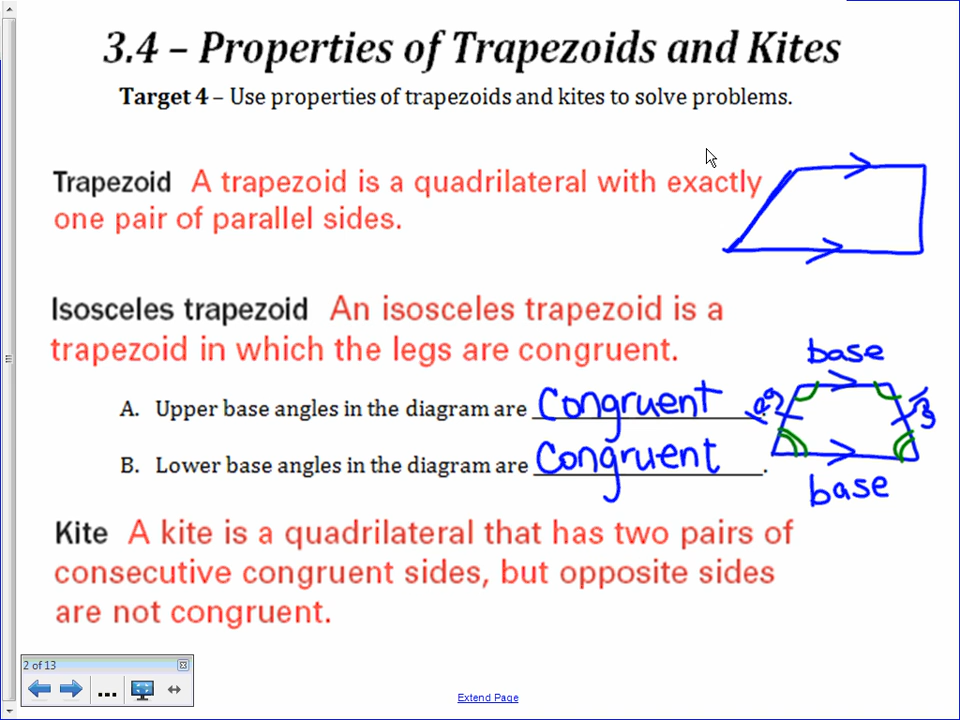 3.4 – Properties of Trapezoids and Kites
Target 4 – Use properties of trapezoids and kites to solve problems.
Trapezoid A trapezoid is a quadrilateral with exactly
one pair of parallel sides.
Isosceles trapezoid An isosceles trapezoid is a
trapezoid in which the legs are congruent.
base
A. Upper base angles in the diagram are Congruent.
leg
leg
B. Lower base angles in the diagram are Congruent.
base
Kite A kite is a quadrilateral that has two pairs of
consecutive congruent sides, but opposite sides
are not congruent.
2 of 13
...
Extend Page